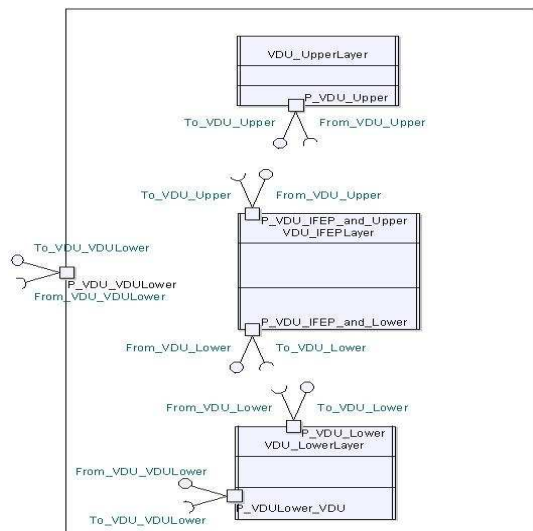 VDU_UpperLayer
P_VDU_Upper
To_VDU_Upper From_VDU_Upper
To_VDU_Upper From_VDU_Upper
P_VDU_IFEP_and_Upper
VDU_IFEPLayer
To_VDU_VDULower
P_VDU_VDULower
From_VDU_VDULower
P_VDU_IFEP_and_Lower
From_VDU_Lower To_VDU_Lower
From_VDU_Lower To_VDU_Lower
P_VDU_Lower
VDU_LowerLayer
From_VDU_VDULower
P_VDULower_VDU
To_VDU_VDULower